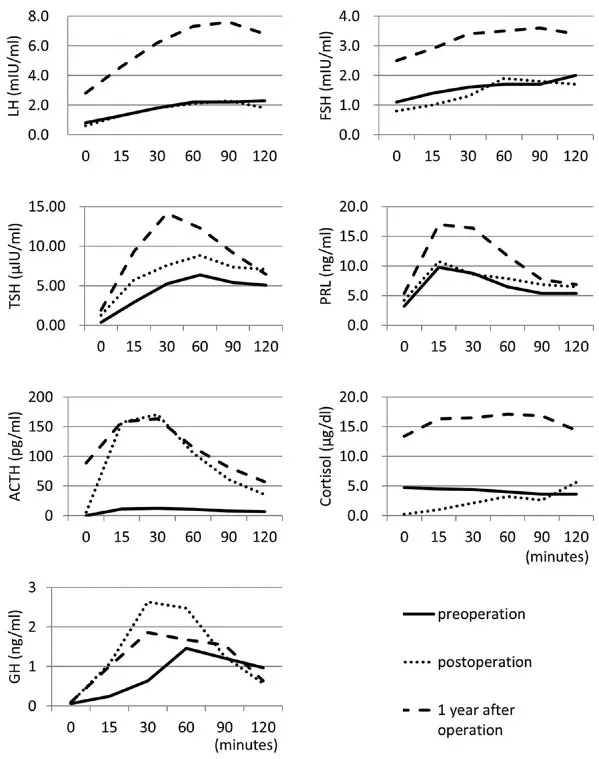 LH (mIU/ml)
8.0
6.0
4.0
2.0
0.0
0 15 30 60 90 120
FSH (mIU/ml)
4.0
3.0
2.0
1.0
0.0
0 15 30 60 90 120
TSH (μIU/ml)
15.00
10.00
5.00
0.00
0 15 30 60 90 120
PRL (ng/ml)
20.0
15.0
10.0
5.0
0.0
0 15 30 60 90 120
ACTH (pg/ml)
200
150
100
50
0
0 15 30 60 90 120
Cortisol (μg/dl)
20.0
15.0
10.0
5.0
0.0
0 15 30 60 90 120
(minutes)
GH (ng/ml)
3
2
1
0
0 15 30 60 90 120
(minutes)
preoperation
postoperation
1 year after
operation